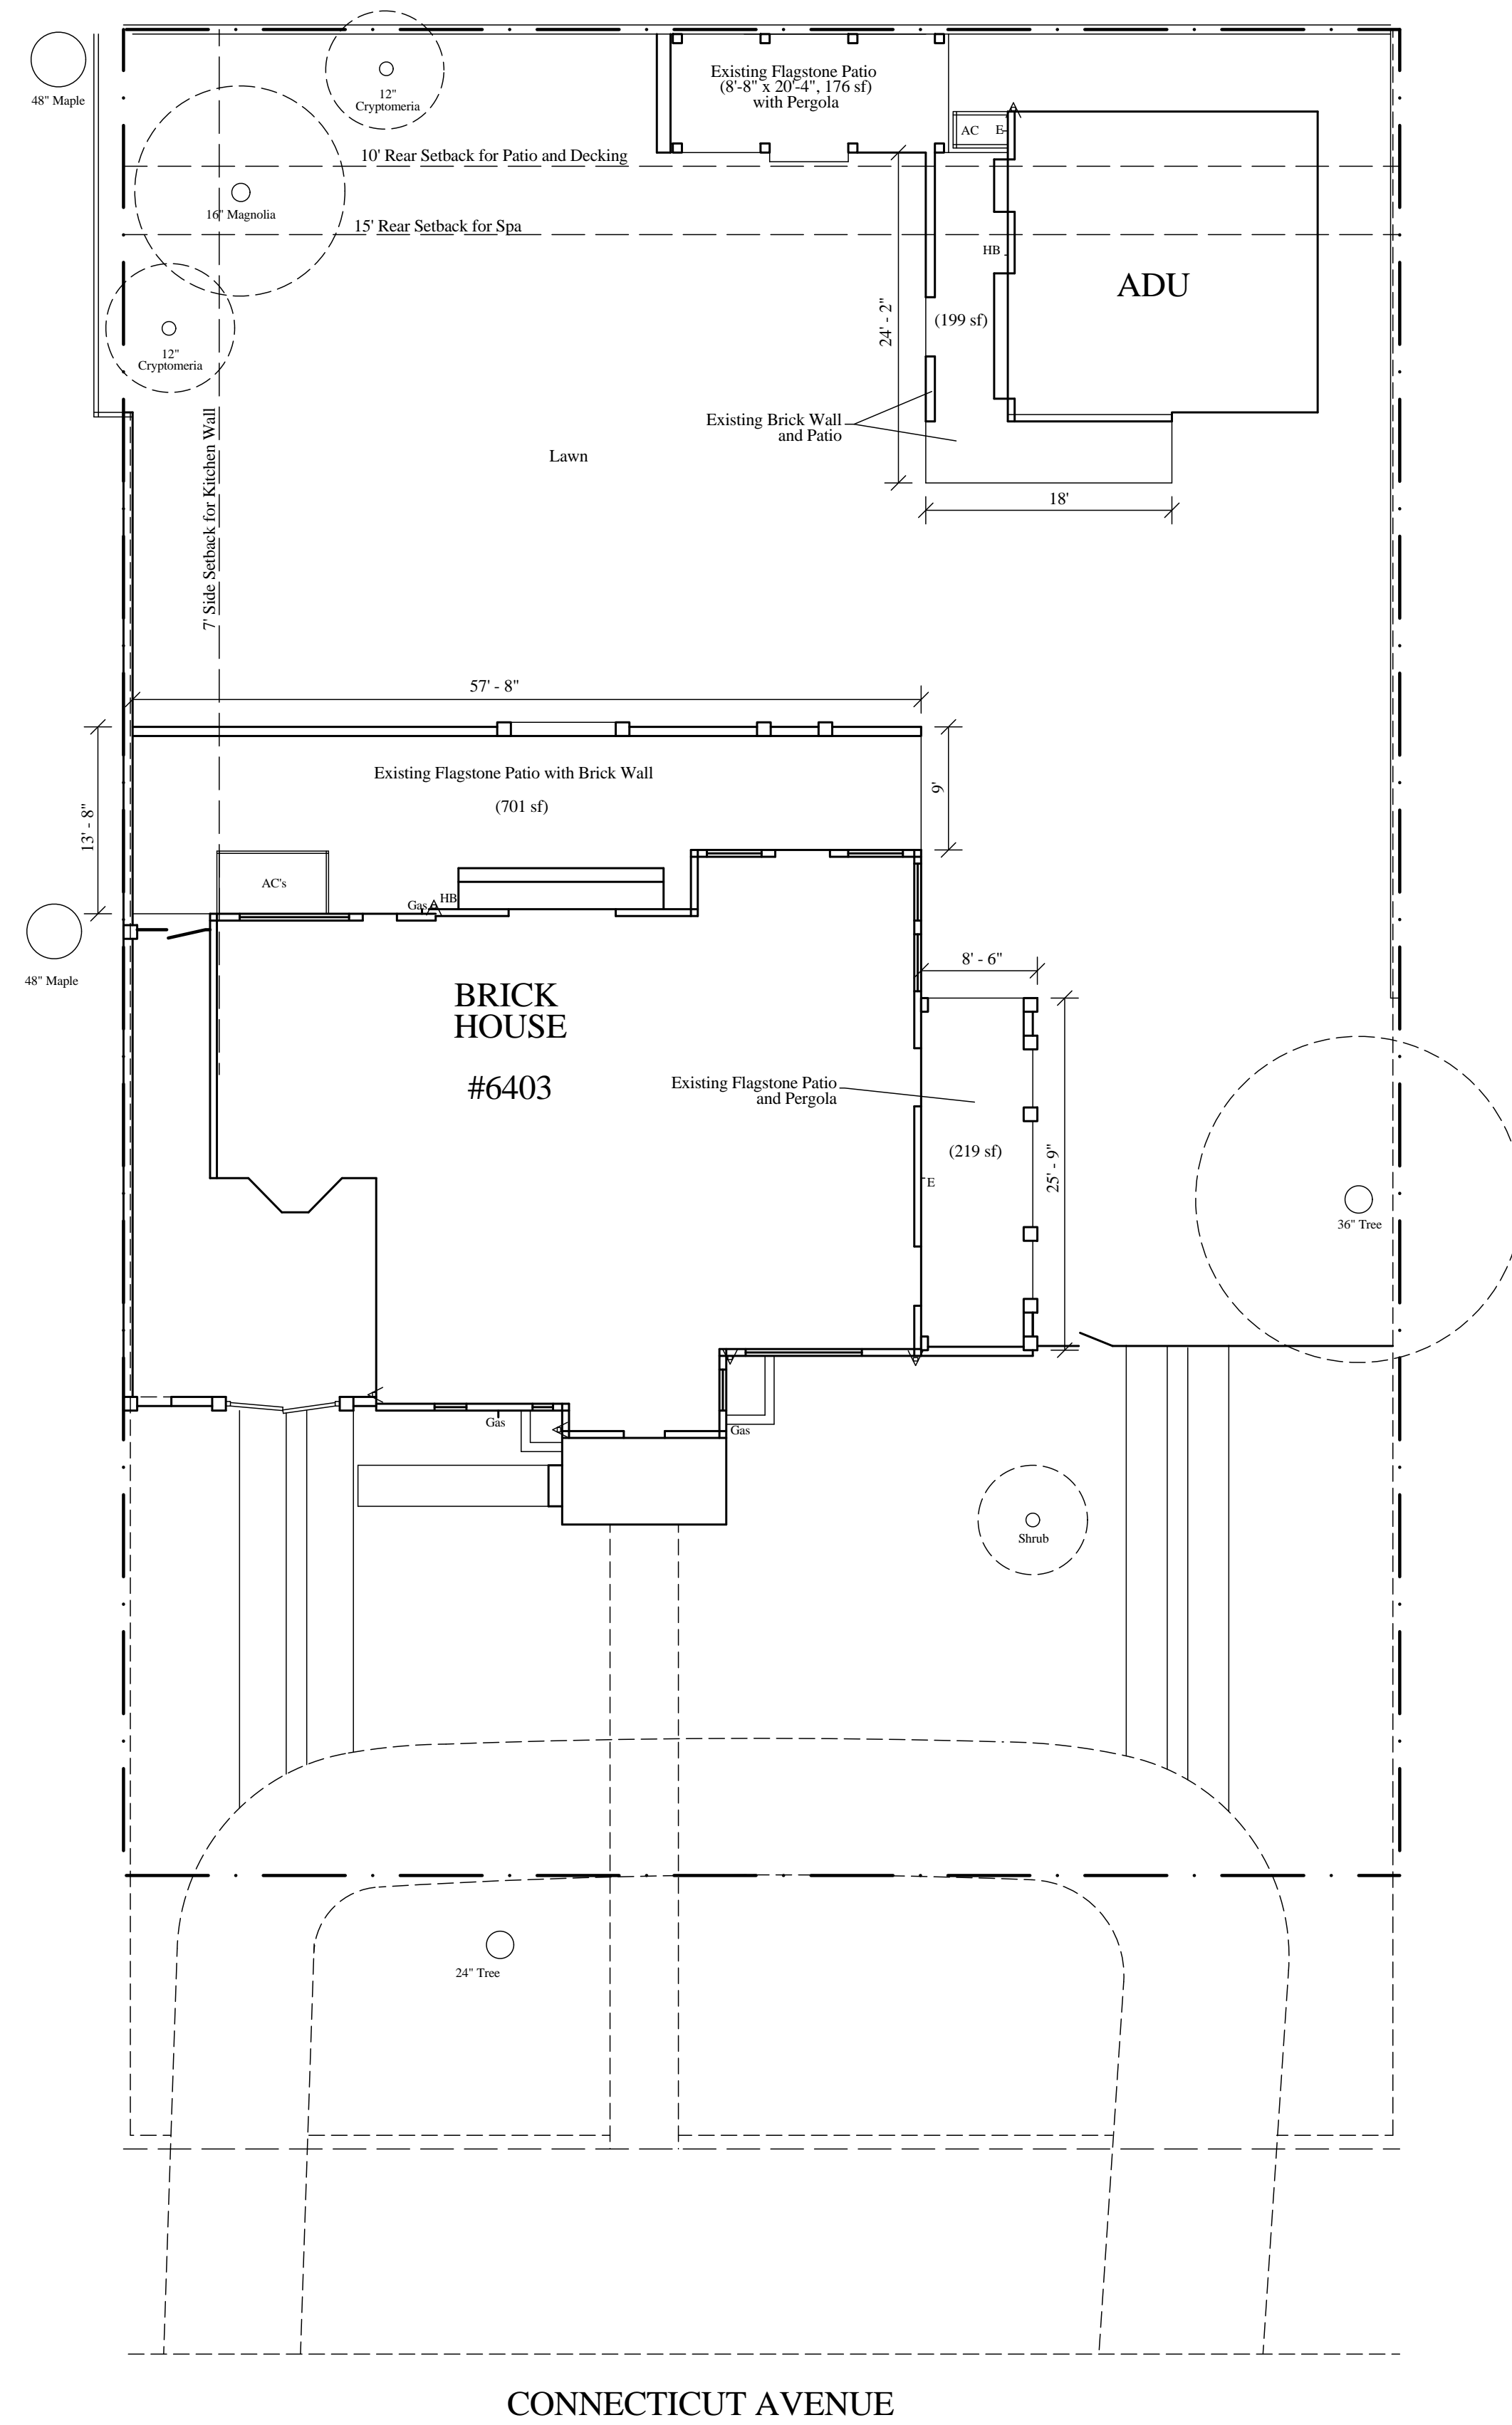 48" Maple
12"
Cryptomeria
Existing Flagstone Patio
(8'-8" x 20'-4", 176 sf)
with Pergola
AC
E
10' Rear Setback for Patio and Decking
16" Magnolia
15' Rear Setback for Spa
HB
ADU
24' - 2"
(199 sf)
12"
Cryptomeria
7' Side Setback for Kitchen Wall
Existing Brick Wall
and Patio
Lawn
18'
57' - 8"
Existing Flagstone Patio with Brick Wall
(701 sf)
9'
13' - 8"
AC's
Gas
HB
48" Maple
8' - 6"
BRICK
HOUSE
#6403
Existing Flagstone Patio
and Pergola
(219 sf)
25' - 9"
E
36" Tree
Gas
Gas
Shrub
24" Tree
CONNECTICUT AVENUE